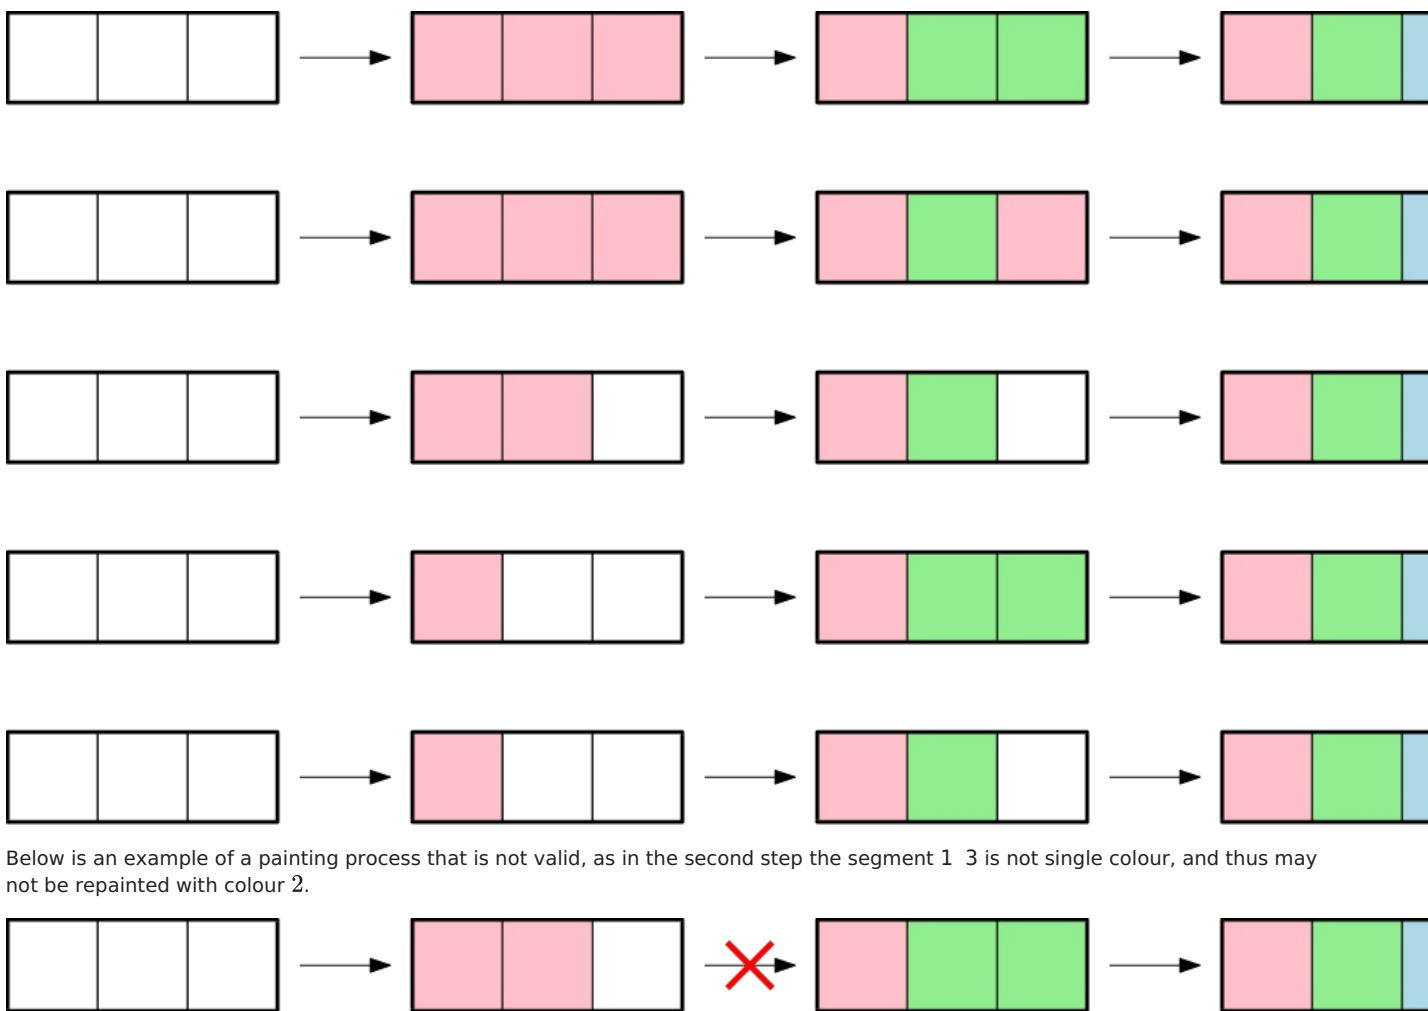 Below is an example of a painting process that is not valid, as in the second step the segment 1 3 is not single colour, and thus may
not be repainted with colour 2.